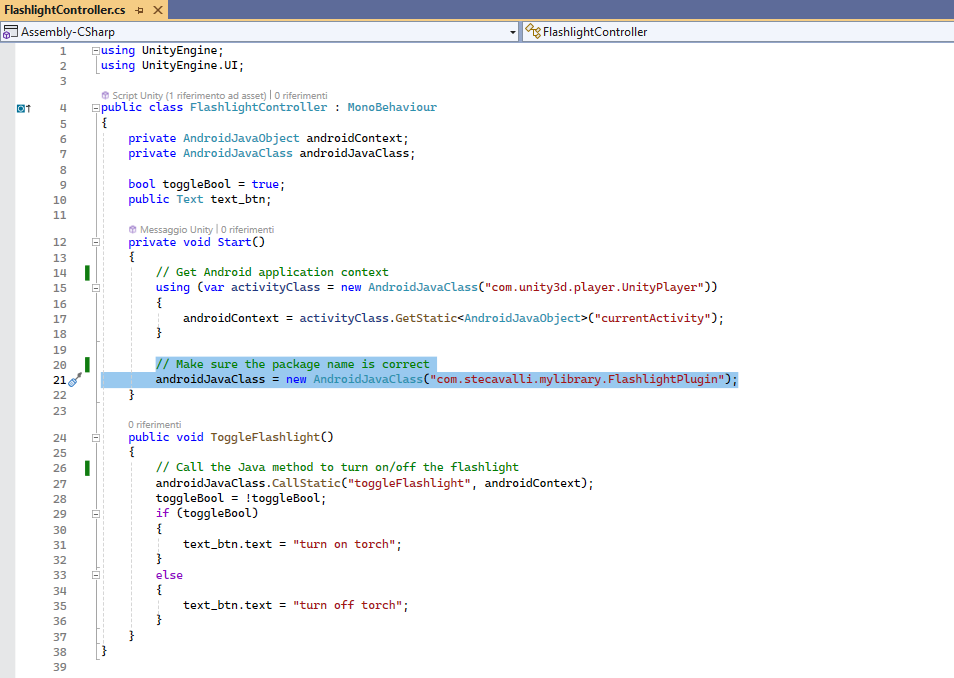 FlashlightController.cs
Assembly-CSharp FlashlightController
1 using UnityEngine;
2 using UnityEngine.UI;
3
Script Unity (1 riferimento ad asset) | 0 riferimenti
4 public class FlashlightController : MonoBehaviour
5 {
6 private AndroidJavaObject androidContext;
7 private AndroidJavaClass androidJavaClass;
8
9 bool toggleBool = true;
10 public Text text_btn;
11
Messaggio Unity | 0 riferimenti
12 private void Start()
13 {
14 // Get Android application context
15 using (var activityClass = new AndroidJavaClass("com.unity3d.player.UnityPlayer"))
16 {
17 androidContext = activityClass.GetStatic<AndroidJavaObject>("currentActivity");
18 }
19
20 // Make sure the package name is correct
21 androidJavaClass = new AndroidJavaClass("com.stecavalli.mylibrary.FlashlightPlugin");
22 }
23
0 riferimenti
24 public void ToggleFlashlight()
25 {
26 // Call the Java method to turn on/off the flashlight
27 androidJavaClass.CallStatic("toggleFlashlight", androidContext);
28 toggleBool = !toggleBool;
29 if (toggleBool)
30 {
31 text_btn.text = "turn on torch";
32 }
33 else
34 {
35 text_btn.text = "turn off torch";
36 }
37 }
38 }
39